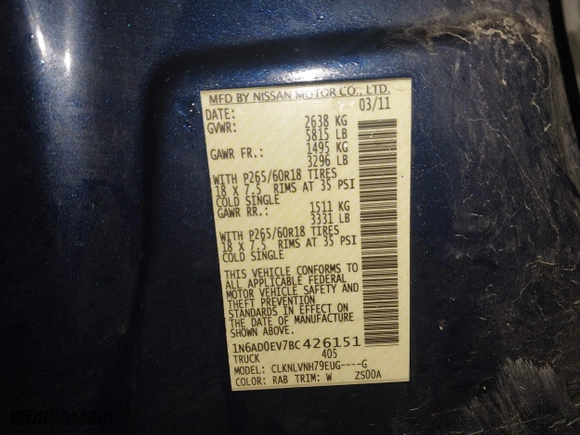 MFD BY NISSAN MOTOR CO., LTD.
DATE: 03/11
GVWR: 2638 KG
5815 LB
GAWR FR.: 1495 KG
3296 LB
WITH P265/60R18 TIRES
18 X 7.5 RIMS AT 35 PSI
COLD SINGLE
GAWR RR.: 1511 KG
3331 LB
WITH P265/60R18 TIRES
18 X 7.5 RIMS AT 35 PSI
COLD SINGLE
THIS VEHICLE CONFORMS TO
ALL APPLICABLE FEDERAL
MOTOR VEHICLE SAFETY AND
THEFT PREVENTION
STANDARDS IN EFFECT ON
THE DATE OF MFR. SHOWN
ABOVE.
1N6AD0EV7BC426151
TRUCK 405
MODEL: CLKNLVNH79EUG----G
COLOR: RAB TRIM: W ZS00A
DREAMBID